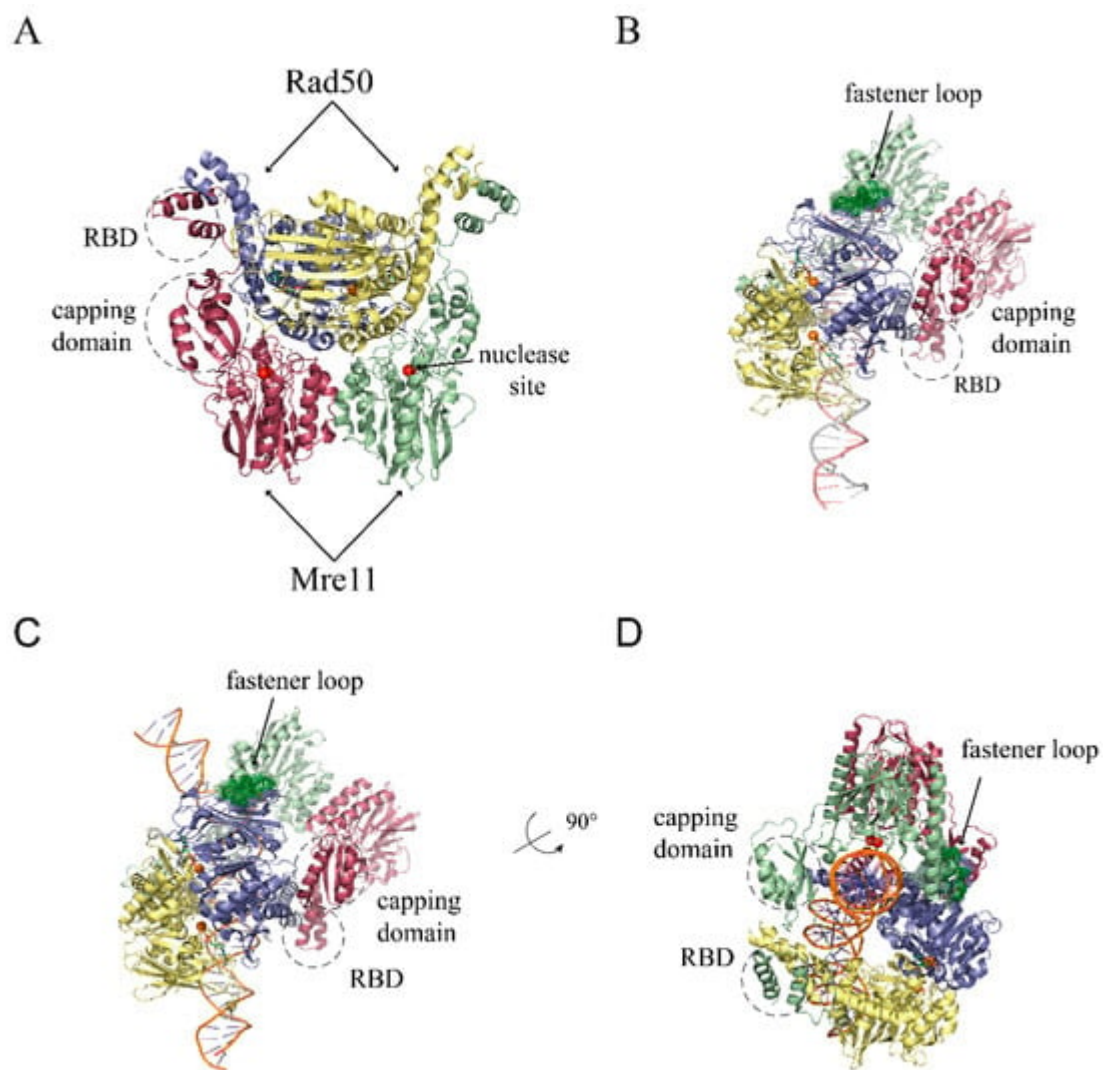 A
Rad50
RBD
capping
domain
nuclease
site
Mre11
B
fastener loop
capping
domain
RBD
C
fastener loop
capping
domain
RBD
90°
D
fastener loop
capping
domain
RBD